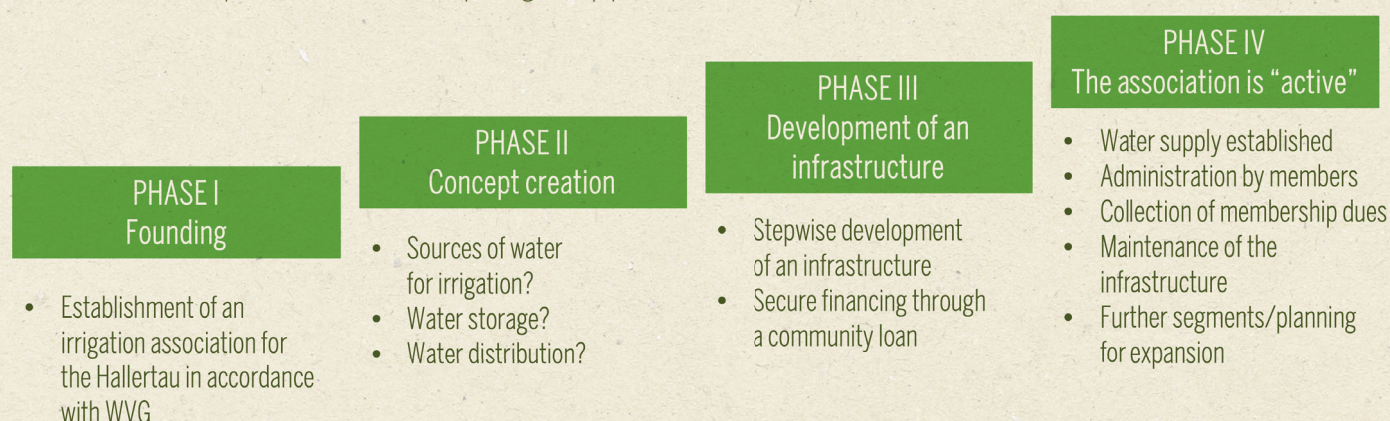 PHASE I
Founding
• Establishment of an
irrigation association for
the Hallertau in accordance
with WVG
PHASE II
Concept creation
• Sources of water
for irrigation?
• Water storage?
• Water distribution?
PHASE III
Development of an
infrastructure
• Stepwise development
of an infrastructure
• Secure financing through
a community loan
PHASE IV
The association is “active”
• Water supply established
• Administration by members
• Collection of membership dues
• Maintenance of the
infrastructure
• Further segments/planning
for expansion